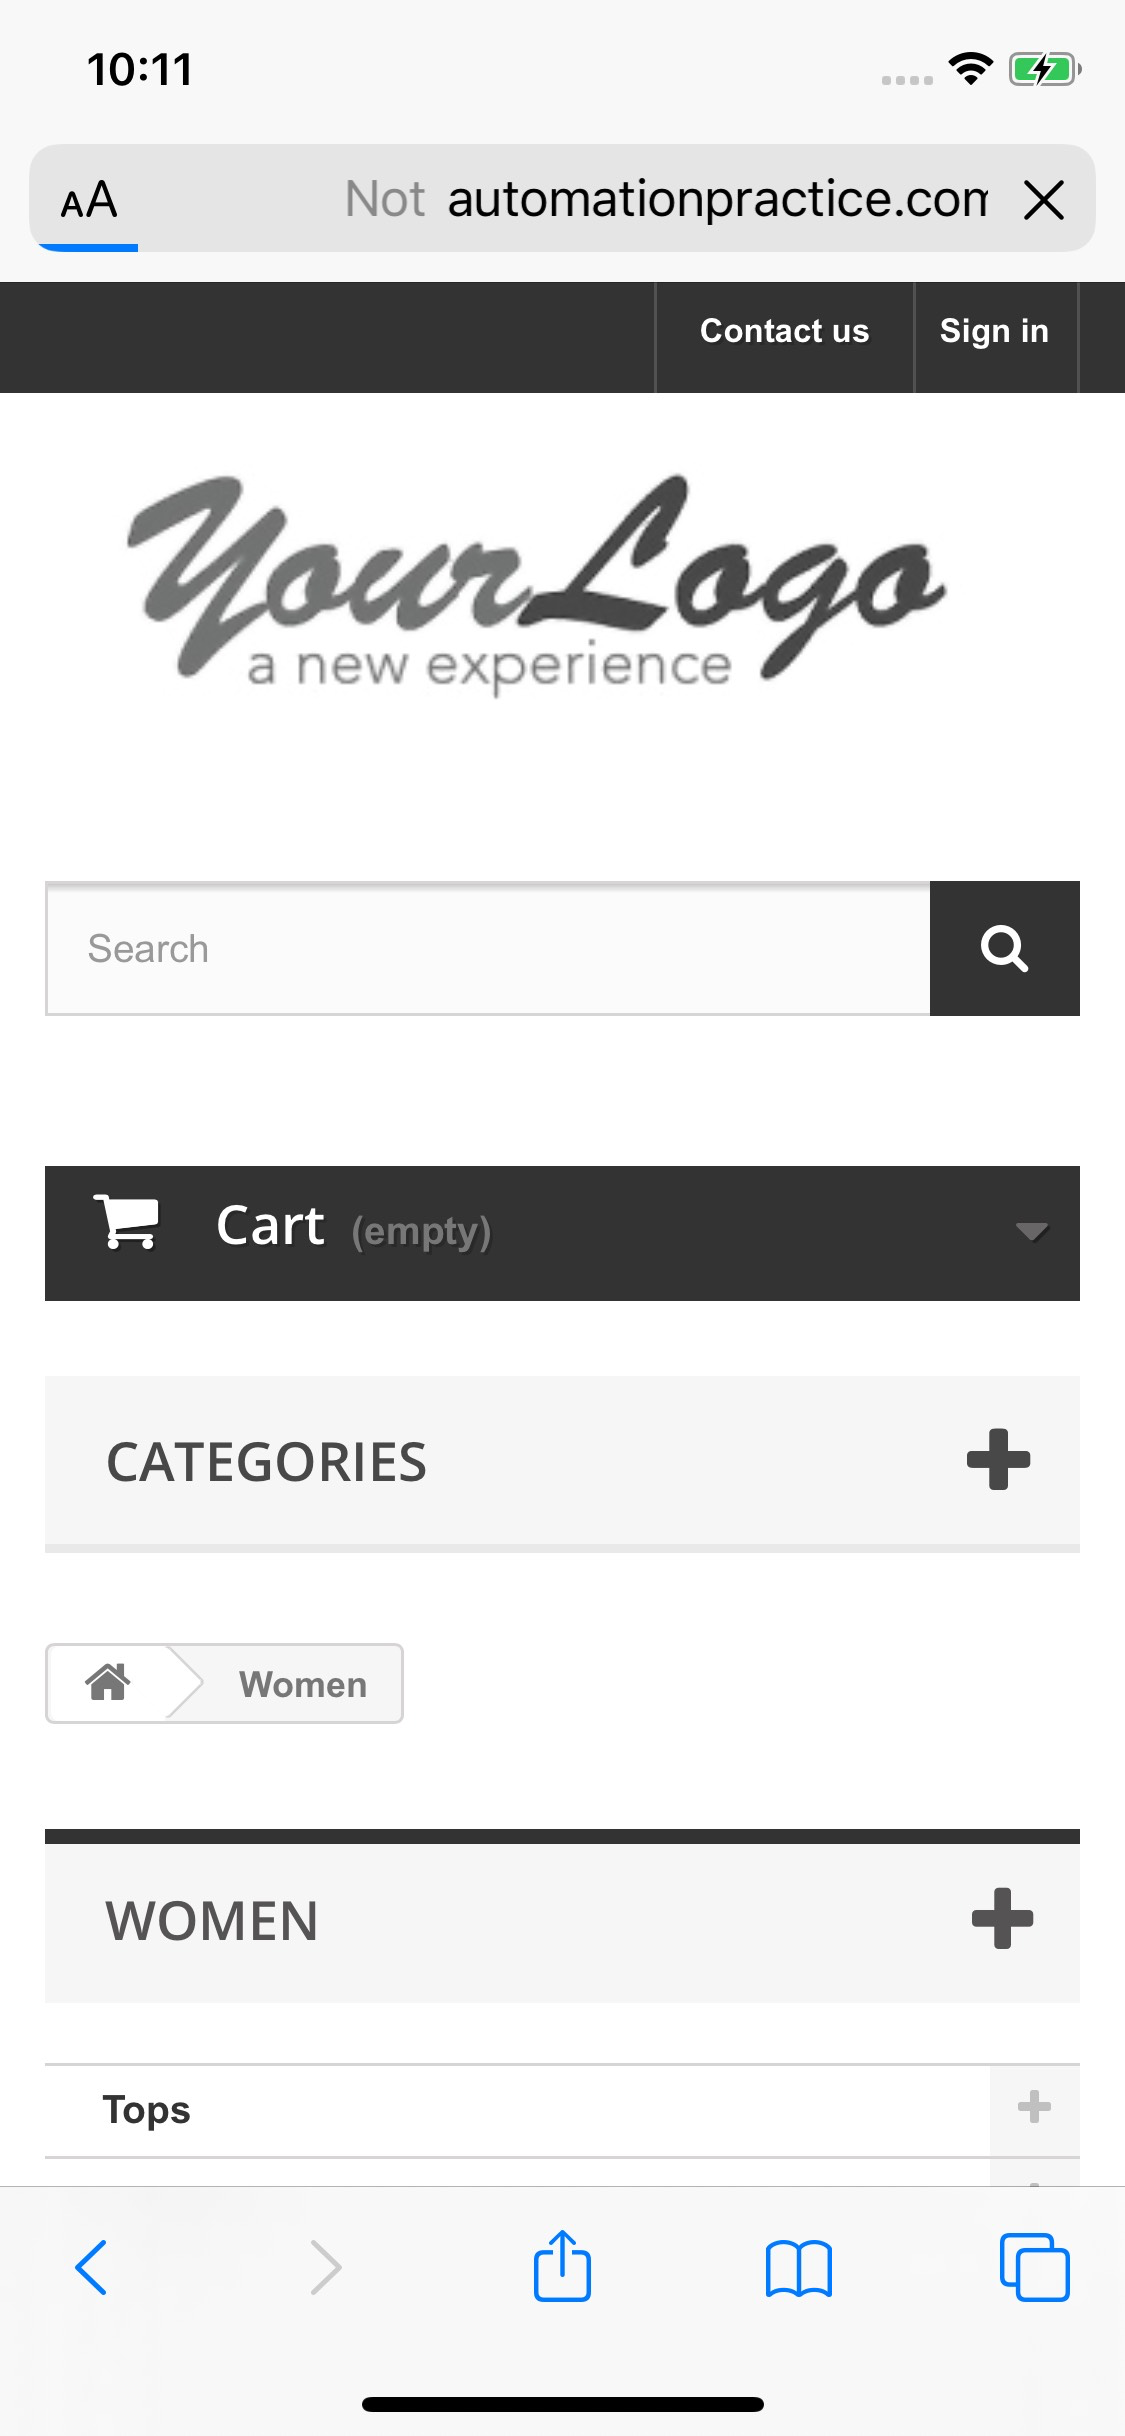 10:11
AA Not automationpractice.com
Contact us Sign in
YourLogo
a new experience
Search
Cart (empty)
CATEGORIES
Women
WOMEN
Tops